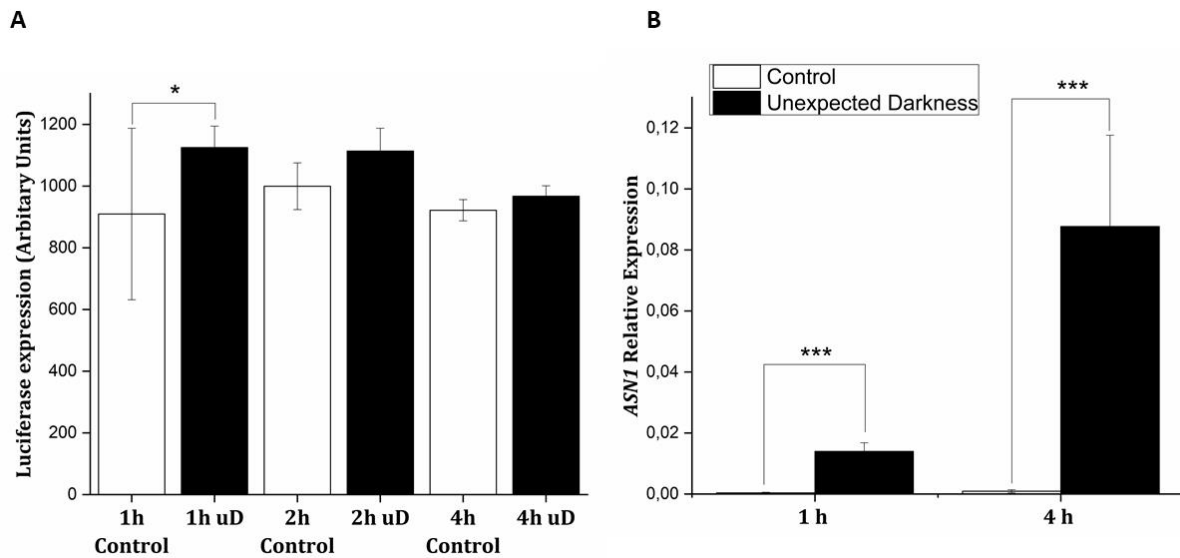 A
Luciferase expression (Arbitary Units)
1200
1000
800
600
400
200
0
*
1h
Control
1h uD
2h
Control
2h uD
4h
Control
4h uD
B
Control
Unexpected Darkness
ASN1 Relative Expression
0,12
0,10
0,08
0,06
0,04
0,02
0,00
***
***
1 h
4 h